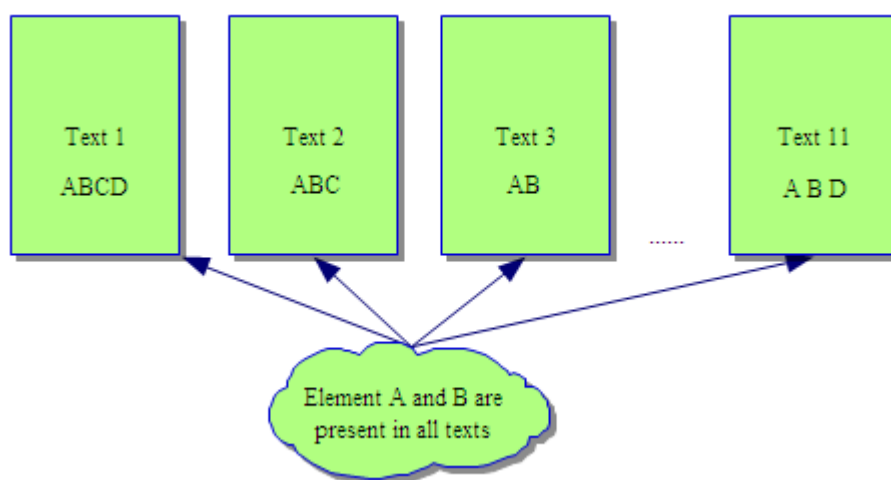 Text 1
ABCD
Text 2
ABC
Text 3
AB
......
Text 11
A B D
Element A and B are
present in all texts